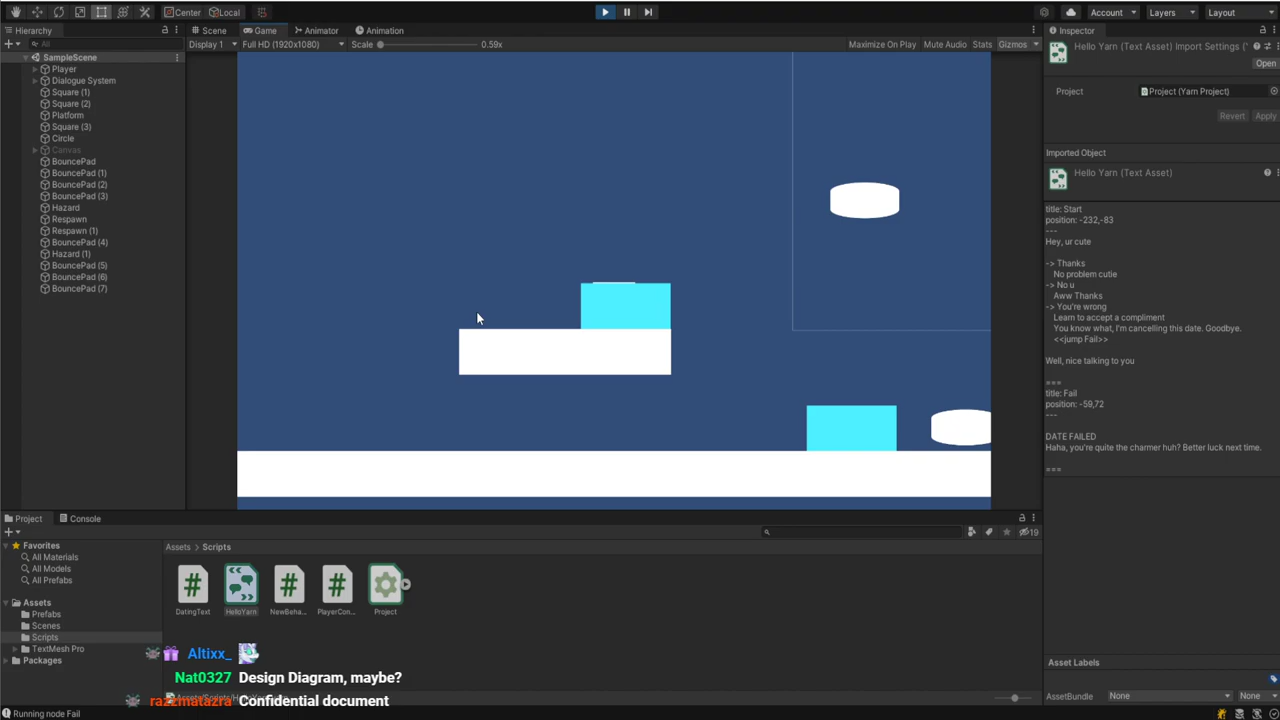 Center
Local
Account
Layers
Layout
Hierarchy
Scene
Game
Animator
Animation
Inspector
All
Display 1
Full HD (1920x1080)
Scale
0.59x
Maximize On Play
Mute Audio
Stats
Gizmos
Hello Yarn (Text Asset) Import Settings ('
Open
SampleScene
Player
Dialogue System
Square (1)
Square (2)
Platform
Square (3)
Circle
Canvas
BouncePad
BouncePad (1)
BouncePad (2)
BouncePad (3)
Hazard
Respawn
Respawn (1)
BouncePad (4)
Hazard (1)
BouncePad (5)
BouncePad (6)
BouncePad (7)
Project
Project (Yarn Project)
Revert
Apply
Imported Object
Hello Yarn (Text Asset)
title: Start
position: -232,-83
---
Hey, ur cute
-> Thanks
No problem cutie
-> No u
Aww Thanks
-> You're wrong
Learn to accept a compliment
You know what, I'm cancelling this date. Goodbye.
<<jump Fail>>
Well, nice talking to you
===
title: Fail
position: -59,72
---
DATE FAILED
Haha, you're quite the charmer huh? Better luck next time.
===
Project
Console
19
Favorites
All Materials
All Models
All Prefabs
Assets
Prefabs
Scenes
Scripts
TextMesh Pro
Packages
Assets > Scripts
DatingText
HelloYarn
NewBeha...
PlayerCon...
Project
Altixx_
Nat0327 Design Diagram, maybe?
razzmatazra Confidential document
Asset Labels
AssetBundle
None
None
Running node Fail